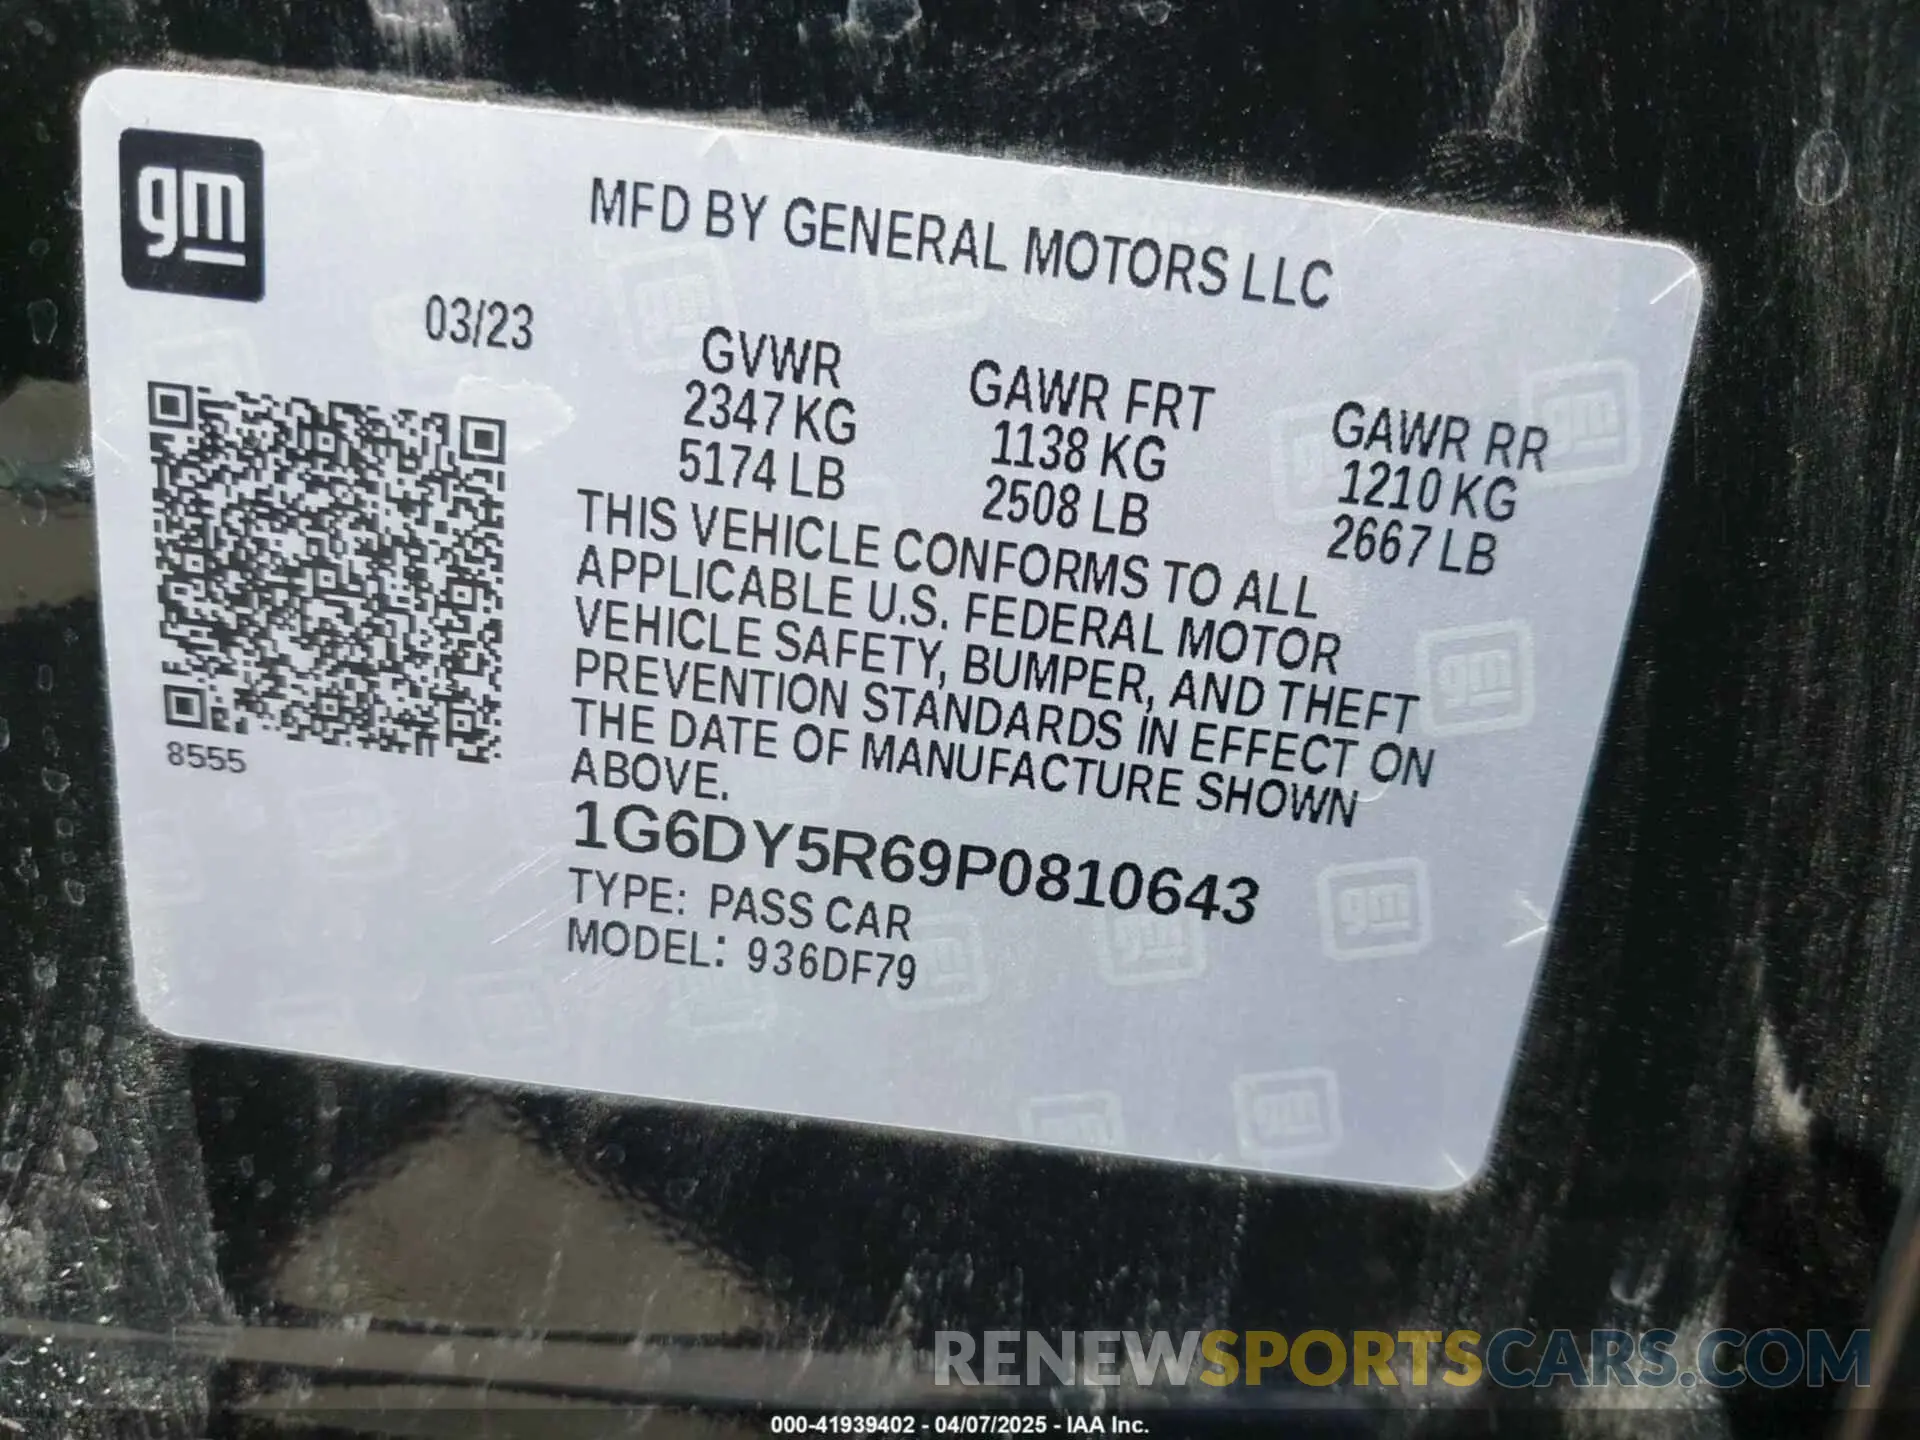 gm
MFD BY GENERAL MOTORS LLC
03/23
GVWR
2347 KG
5174 LB
GAWR FRT
1138 KG
2508 LB
GAWR RR
1210 KG
2667 LB
THIS VEHICLE CONFORMS TO ALL
APPLICABLE U.S. FEDERAL MOTOR
VEHICLE SAFETY, BUMPER, AND THEFT
PREVENTION STANDARDS IN EFFECT ON
THE DATE OF MANUFACTURE SHOWN
ABOVE.
8555
1G6DY5R69P0810643
TYPE: PASS CAR
MODEL: 936DF79
RENEWSPORTSCARS.COM
000-41939402 - 04/07/2025 - IAA Inc.